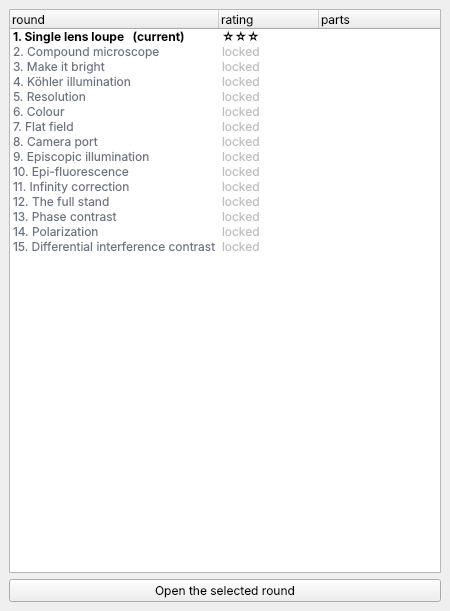 round rating parts
1. Single lens loupe (current) ☆☆☆
2. Compound microscope locked
3. Make it bright locked
4. Köhler illumination locked
5. Resolution locked
6. Colour locked
7. Flat field locked
8. Camera port locked
9. Episcopic illumination locked
10. Epi-fluorescence locked
11. Infinity correction locked
12. The full stand locked
13. Phase contrast locked
14. Polarization locked
15. Differential interference contrast locked
Open the selected round